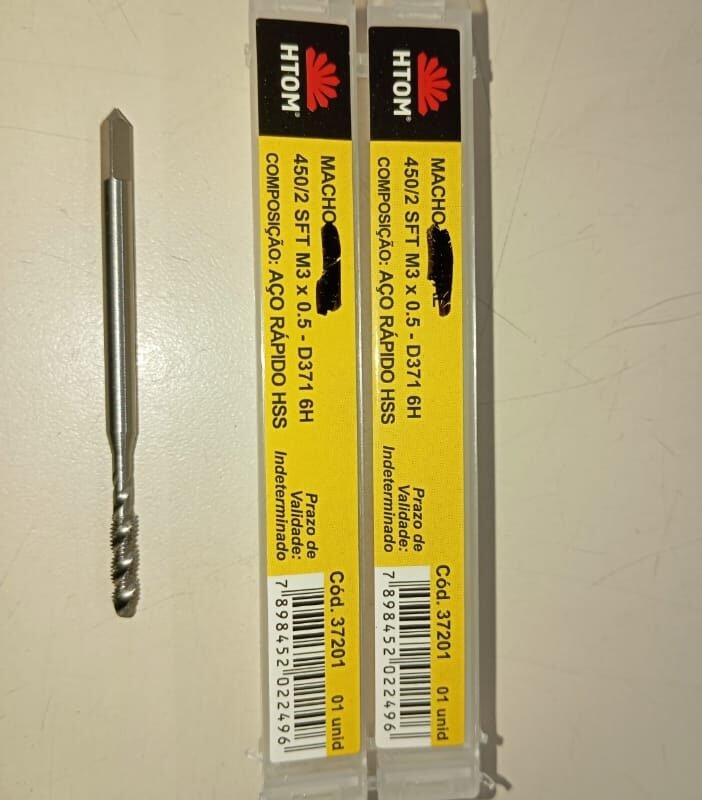 HTOM®
MACHO
450/2 SFT M3 x 0.5 - D371 6H
COMPOSIÇÃO: AÇO RÁPIDO HSS
Prazo de
Validade:
Indeterminado
Cód. 37201 01 unid
7 898452 022496
HTOM®
MACHO
450/2 SFT M3 x 0.5 - D371 6H
COMPOSIÇÃO: AÇO RÁPIDO HSS
Prazo de
Validade:
Indeterminado
Cód. 37201 01 unid
7 898452 022496